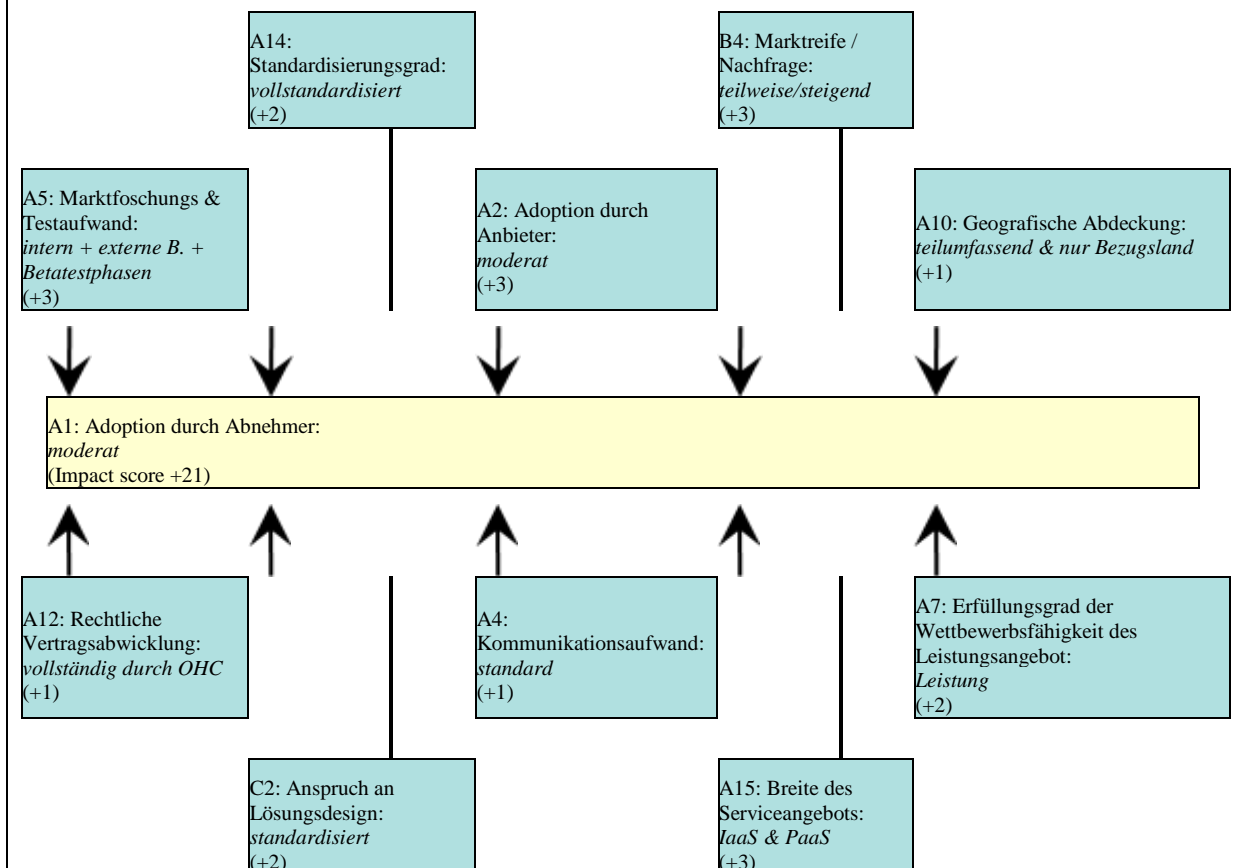 A14:
Standardisierungsgrad:
vollstandardisiert
(+2)
B4: Marktreife /
Nachfrage:
teilweise/steigend
(+3)
A5: Marktfoschungs &
Testaufwand:
intern + externe B. +
Betatestphasen
(+3)
A2: Adoption durch
Anbieter:
moderat
(+3)
A10: Geografische Abdeckung:
teilumfassend & nur Bezugsland
(+1)
A1: Adoption durch Abnehmer:
moderat
(Impact score +21)
A12: Rechtliche
Vertragsabwicklung:
vollständig durch OHC
(+1)
A4:
Kommunikationsaufwand:
standard
(+1)
A7: Erfüllungsgrad der
Wettbewerbsfähigkeit des
Leistungsangebot:
Leistung
(+2)
C2: Anspruch an
Lösungsdesign:
standardisiert
(+2)
A15: Breite des
Serviceangebots:
IaaS & PaaS
(+3)